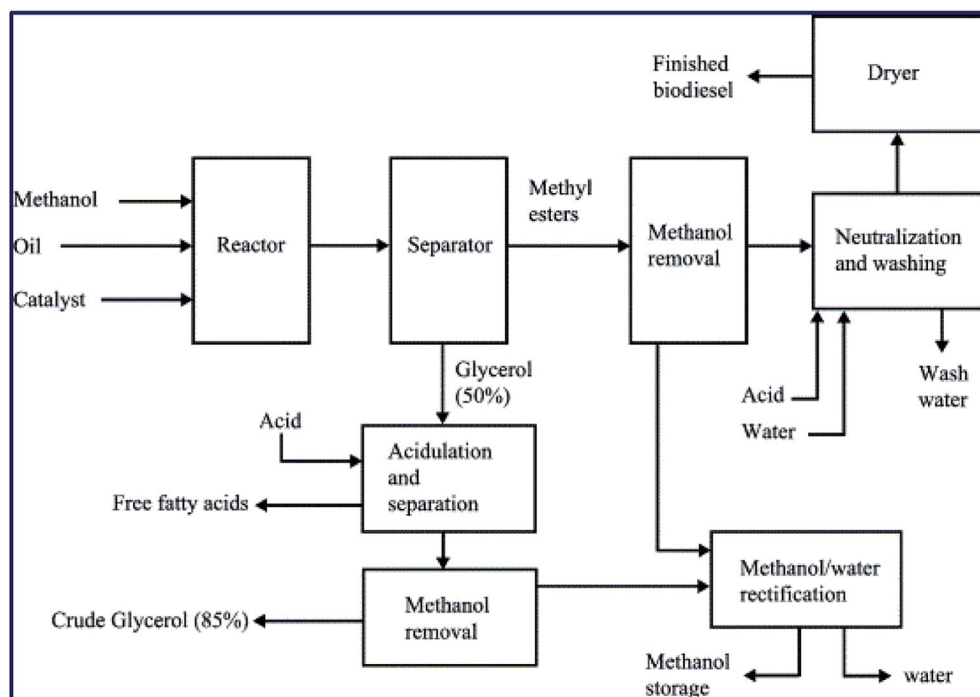 Finished
biodiesel
Dryer
Methanol
Oil
Catalyst
Reactor
Separator
Methyl
esters
Methanol
removal
Neutralization
and washing
Acid
Water
Wash
water
Glycerol
(50%)
Acid
Acidulation
and
separation
Free fatty acids
Methanol
removal
Crude Glycerol (85%)
Methanol/water
rectification
Methanol
storage
water